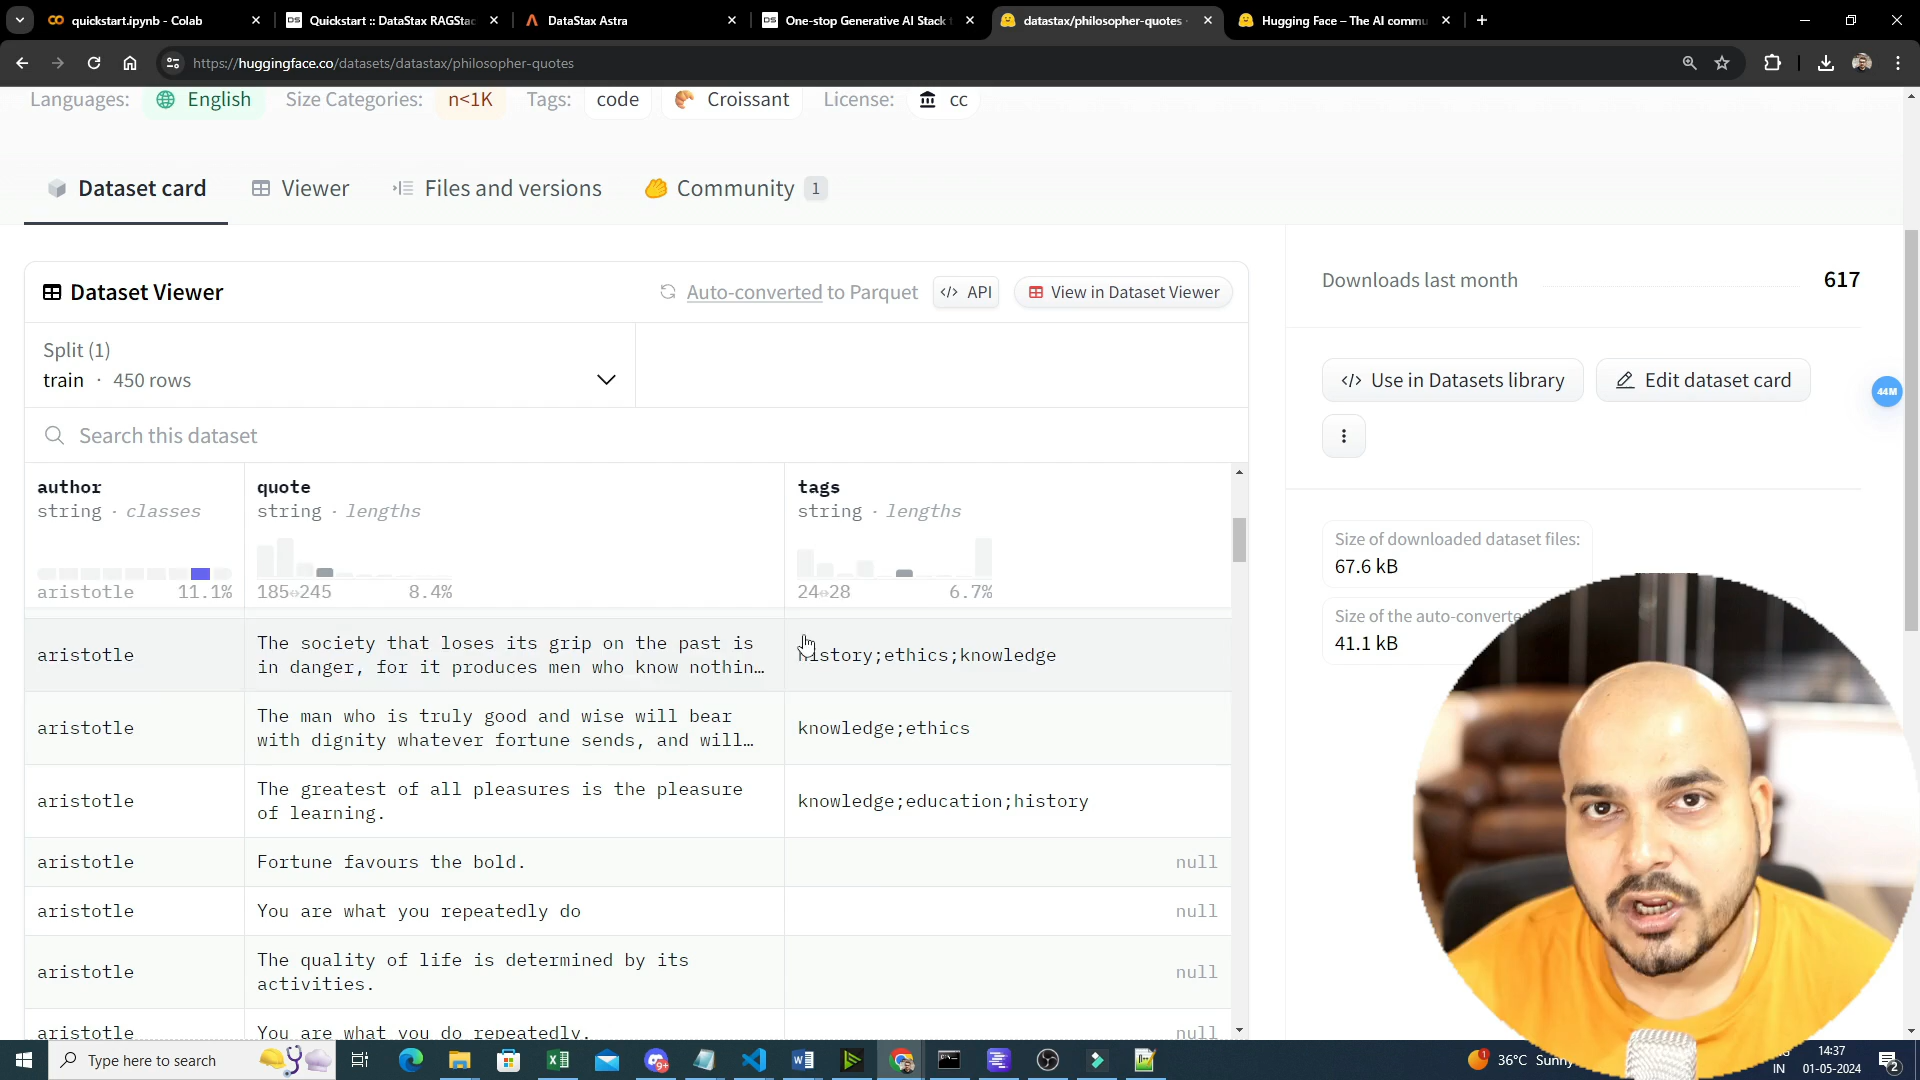 quickstart.ipynb - Colab
Quickstart :: DataStax RAGStac
DataStax Astra
One-stop Generative AI Stack
datastax/philosopher-quotes
Hugging Face – The AI commu
https://huggingface.co/datasets/datastax/philosopher-quotes
Languages: English Size Categories: n<1K Tags: code Croissant License: cc
Dataset card Viewer Files and versions Community 1
Dataset Viewer Auto-converted to Parquet </> API View in Dataset Viewer
Split (1)
train · 450 rows
Search this dataset
author quote tags
string · classes string · lengths string · lengths
aristotle 11.1% 185↔245 8.4% 24↔28 6.7%
aristotle
The society that loses its grip on the past is
in danger, for it produces men who know nothin…
history;ethics;knowledge
aristotle
The man who is truly good and wise will bear
with dignity whatever fortune sends, and will…
knowledge;ethics
aristotle
The greatest of all pleasures is the pleasure
of learning.
knowledge;education;history
aristotle Fortune favours the bold. null
aristotle You are what you repeatedly do null
aristotle
The quality of life is determined by its
activities.
null
aristotle You are what you do repeatedly. null
Downloads last month 617
</> Use in Datasets library Edit dataset card
44M
Size of downloaded dataset files:
67.6 kB
Size of the auto-converte
41.1 kB
Type here to search
9+
1 36°C Sunny
IN
14:37
01-05-2024
2